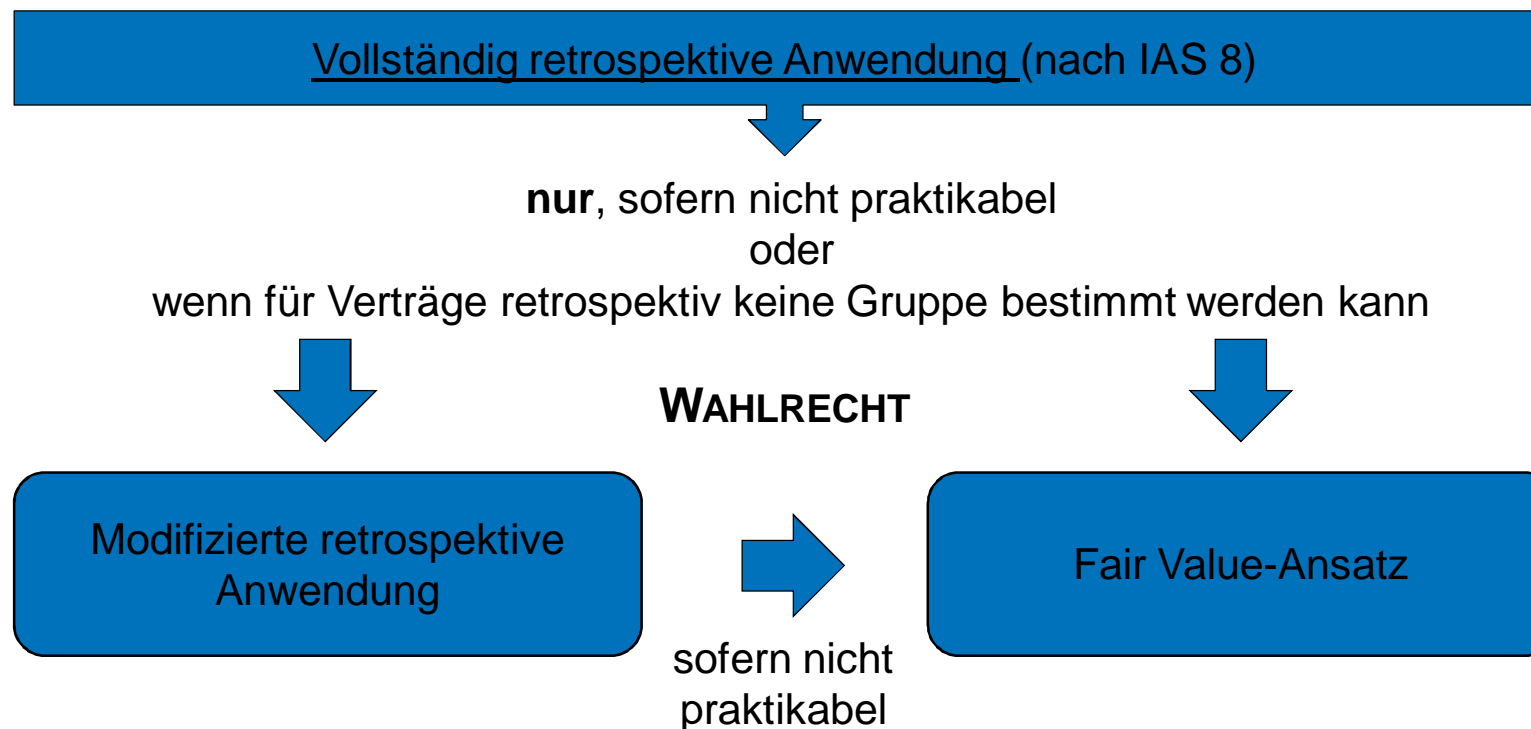 Vollständig retrospektive Anwendung (nach IAS 8)
nur, sofern nicht praktikabel
oder
wenn für Verträge retrospektiv keine Gruppe bestimmt werden kann
WAHLRECHT
Modifizierte retrospektive
Anwendung
sofern nicht
praktikabel
Fair Value-Ansatz